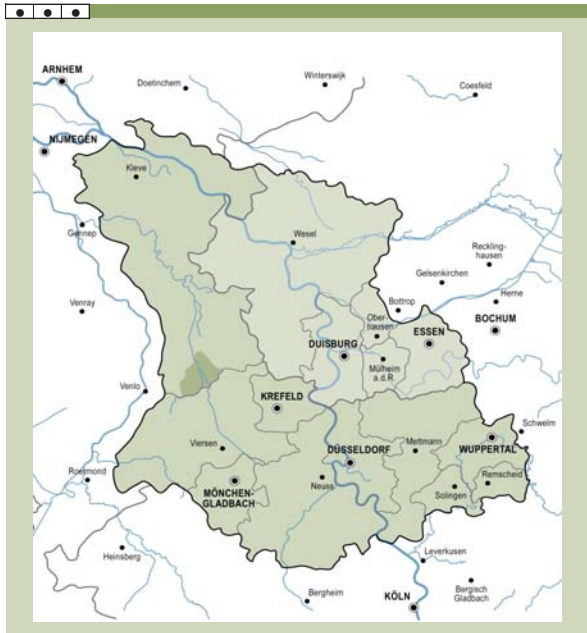 ARNHEM
Doetinchem
Winterswijk
Coesfeld
NIJMEGEN
Kleve
Gennep
Wesel
Reckling-
hausen
Gelsenkirchen
Venray
Bottrop
Herne
Ober-
hausen
ESSEN
BOCHUM
DUISBURG
Mülheim
a.d.R.
Venlo
KREFELD
Schwelm
Viersen
DÜSSELDORF
Mettmann
WUPPERTAL
Roermond
MÖNCHEN-
GLADBACH
Neuss
Solingen
Remscheid
Heinsberg
Leverkusen
Bergheim
KÖLN
Bergisch
Gladbach